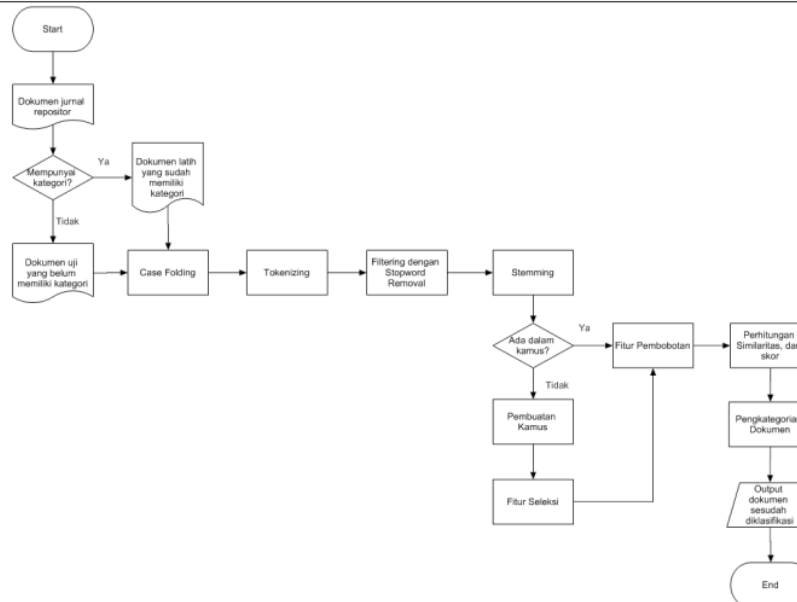 Start
Dokumen jurnal
repositor
Mempunyai
kategori?
Ya
Dokumen latih
yang sudah
memiliki
kategori
Tidak
Dokumen uji
yang belum
memiliki kategori
Case Folding
Tokenizing
Filtering dengan
Stopword
Removal
Stemming
Ada dalam
kamus?
Ya
Fitur Pembobotan
Perhitungan
Similaritas, dan
skor
Tidak
Pembuatan
Kamus
Fitur Seleksi
Pengkategoria
Dokumen
Output
dokumen
sesudah
diklasifikasi
End